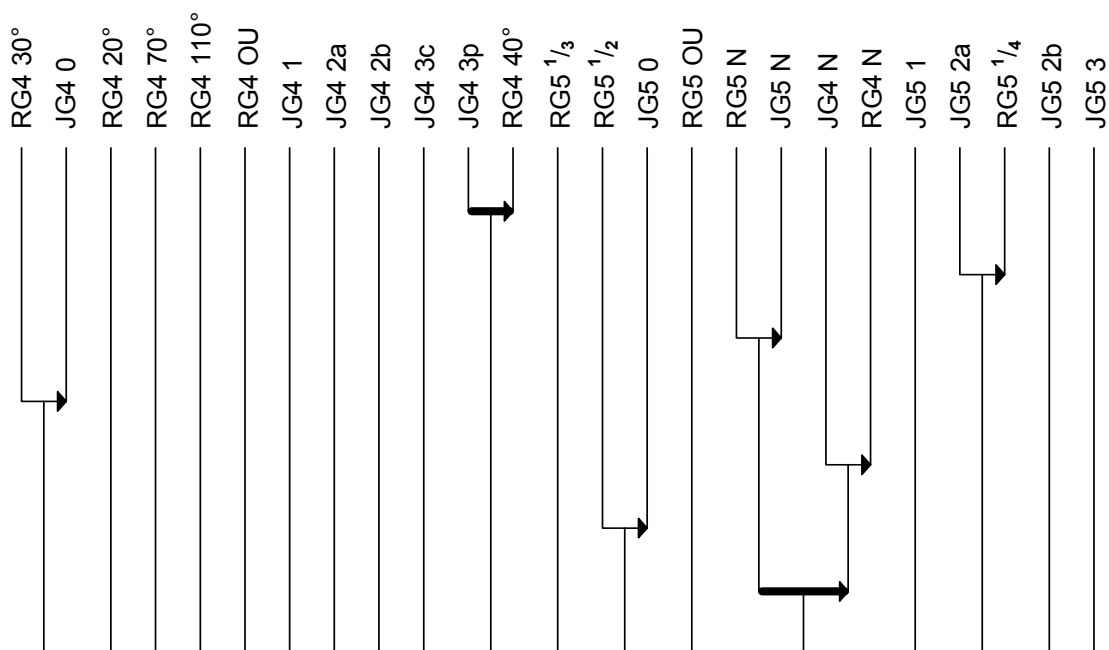 RG4 30°
JG4 0
RG4 20°
RG4 70°
RG4 110°
RG4 OU
JG4 1
JG4 2a
JG4 2b
JG4 3c
JG4 3p
RG4 40°
RG5 1/3
RG5 1/2
JG5 0
RG5 OU
RG5 N
JG5 N
JG4 N
RG4 N
JG5 1
JG5 2a
RG5 1/4
JG5 2b
JG5 3